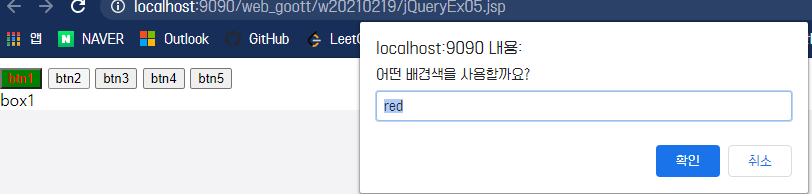 localhost:9090/web_goott/w20210219/jQueryEx05.jsp
앱 NAVER Outlook GitHub LeetC
btn1 btn2 btn3 btn4 btn5
box1
localhost:9090 내용:
어떤 배경색을 사용할까요?
red
확인 취소